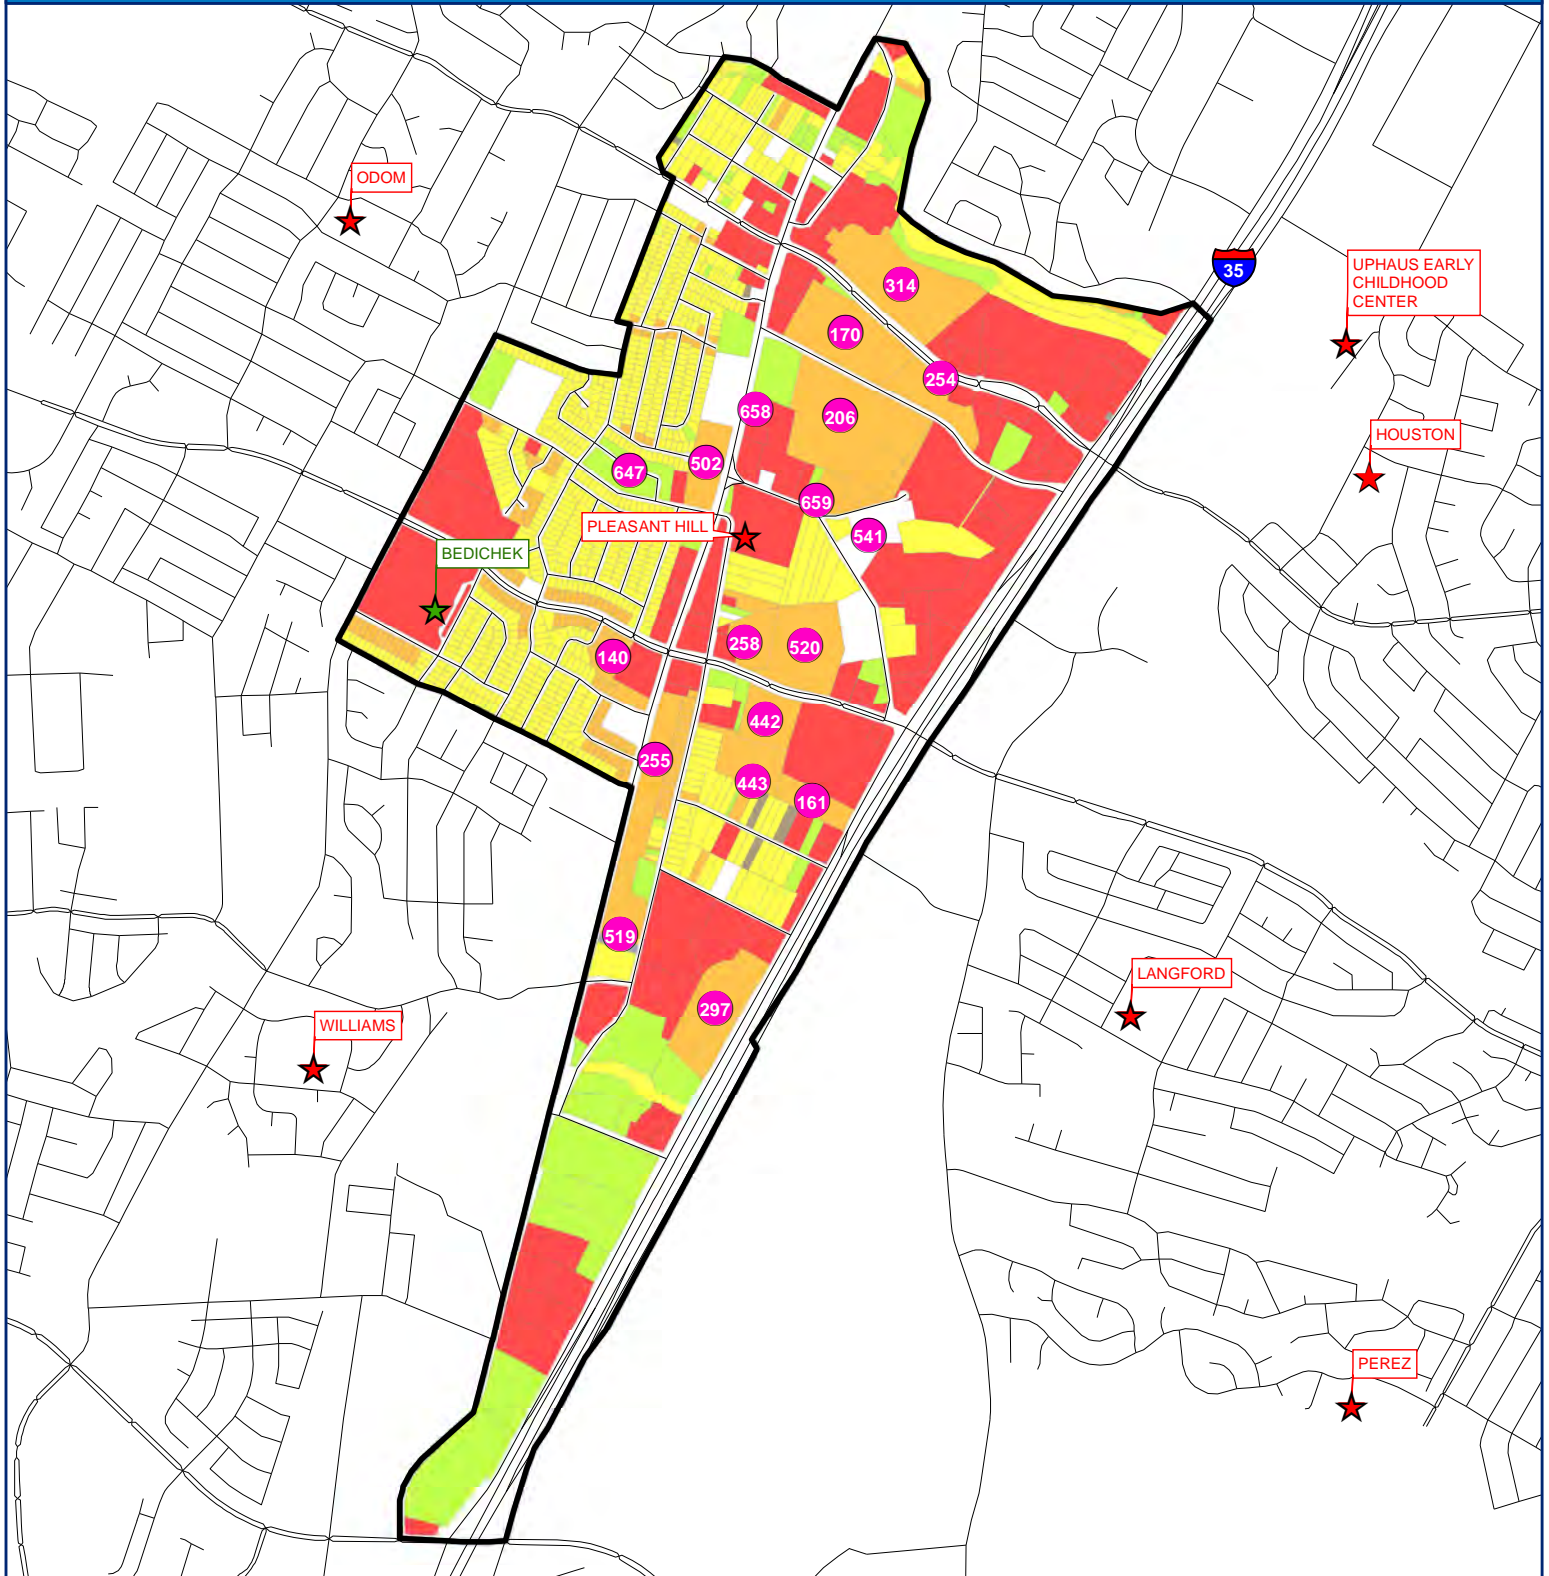 ODOM
35
UPHAUS EARLY
CHILDHOOD
CENTER
314
170
254
658
206
HOUSTON
502
647
659
PLEASANT HILL
541
BEDICHEK
258
520
140
442
255
443
161
519
LANGFORD
297
WILLIAMS
PEREZ